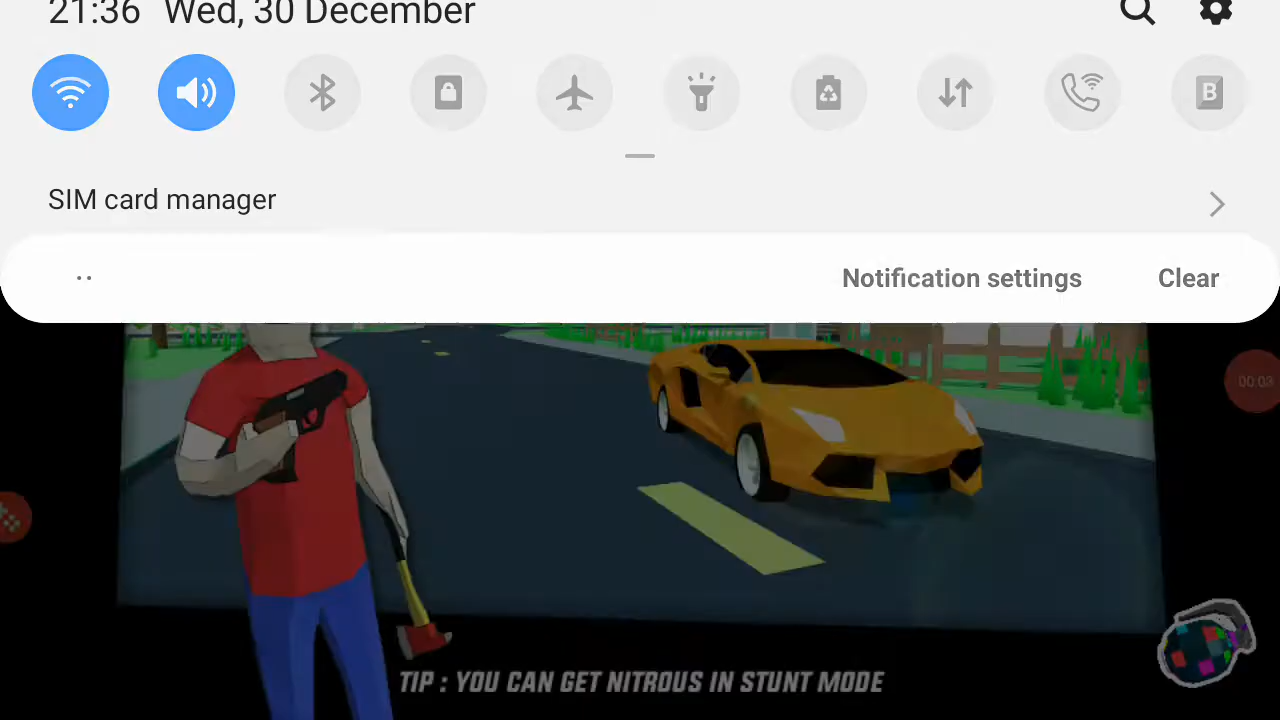 21:36 Wed, 30 December
B
SIM card manager
Notification settings Clear
00:03
TIP : YOU CAN GET NITROUS IN STUNT MODE